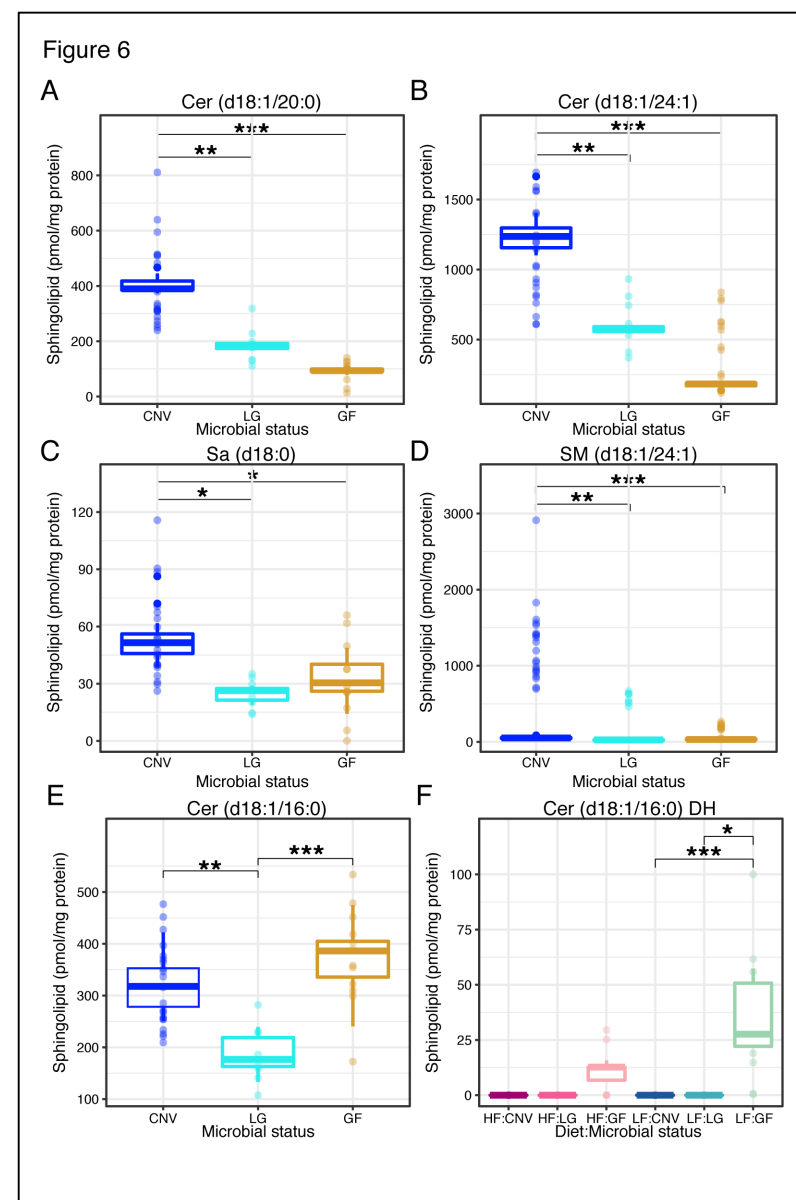 Figure 6
A
Cer (d18:1/20:0)
Sphingolipid (pmol/mg protein)
800
600
400
200
0
***
**
CNV LG GF
Microbial status
B
Cer (d18:1/24:1)
Sphingolipid (pmol/mg protein)
1500
1000
500
***
**
CNV LG GF
Microbial status
C
Sa (d18:0)
Sphingolipid (pmol/mg protein)
120
90
60
30
0
*
*
CNV LG GF
Microbial status
D
SM (d18:1/24:1)
Sphingolipid (pmol/mg protein)
3000
2000
1000
0
***
**
CNV LG GF
Microbial status
E
Cer (d18:1/16:0)
Sphingolipid (pmol/mg protein)
500
400
300
200
100
***
**
CNV LG GF
Microbial status
F
Cer (d18:1/16:0) DH
Sphingolipid (pmol/mg protein)
100
75
50
25
0
*
***
HF:CNV HF:LG HF:GF LF:CNV LF:LG LF:GF
Diet:Microbial status